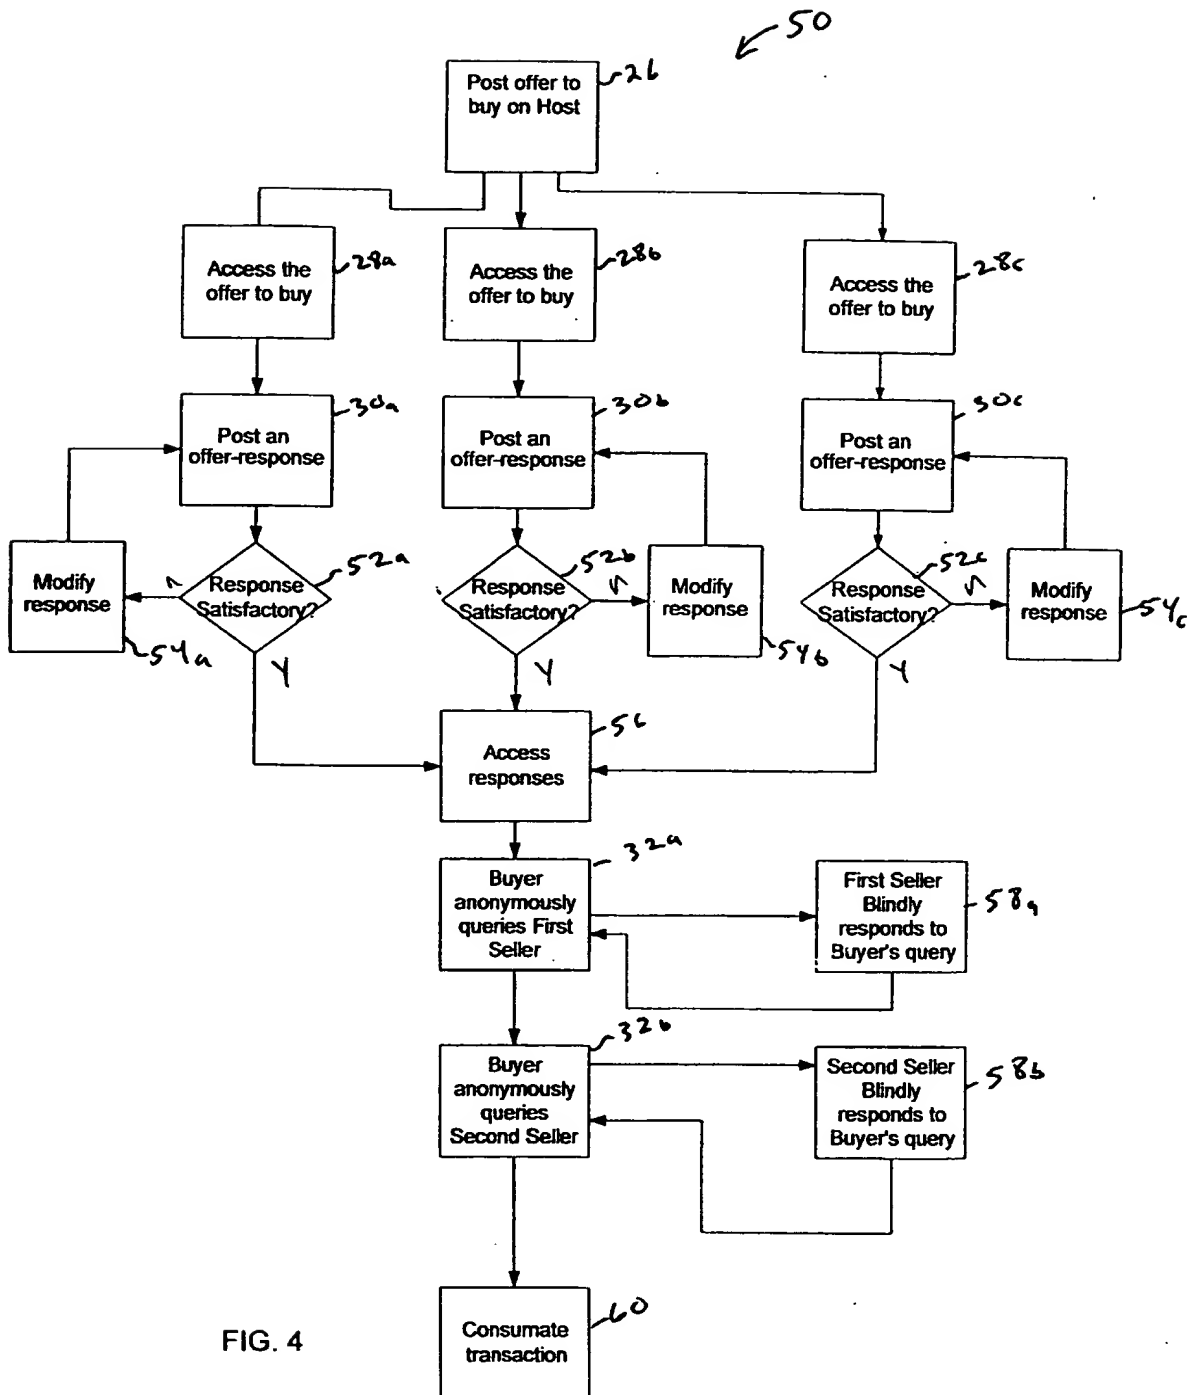 50
Post offer to
buy on Host
26
Access the
offer to buy
28a
Access the
offer to buy
28b
Access the
offer to buy
28c
Post an
offer-response
30a
Post an
offer-response
30b
Post an
offer-response
30c
Modify
response
54a
n
Response
Satisfactory?
52a
Y
Response
Satisfactory?
52b
n
Y
Modify
response
54b
Response
Satisfactory?
52c
n
Y
Modify
response
54c
Access
responses
56
Buyer
anonymously
queries First
Seller
32a
First Seller
Blindly
responds to
Buyer's query
58a
Buyer
anonymously
queries
Second Seller
32b
Second Seller
Blindly
responds to
Buyer's query
58b
Consumate
transaction
60
FIG. 4